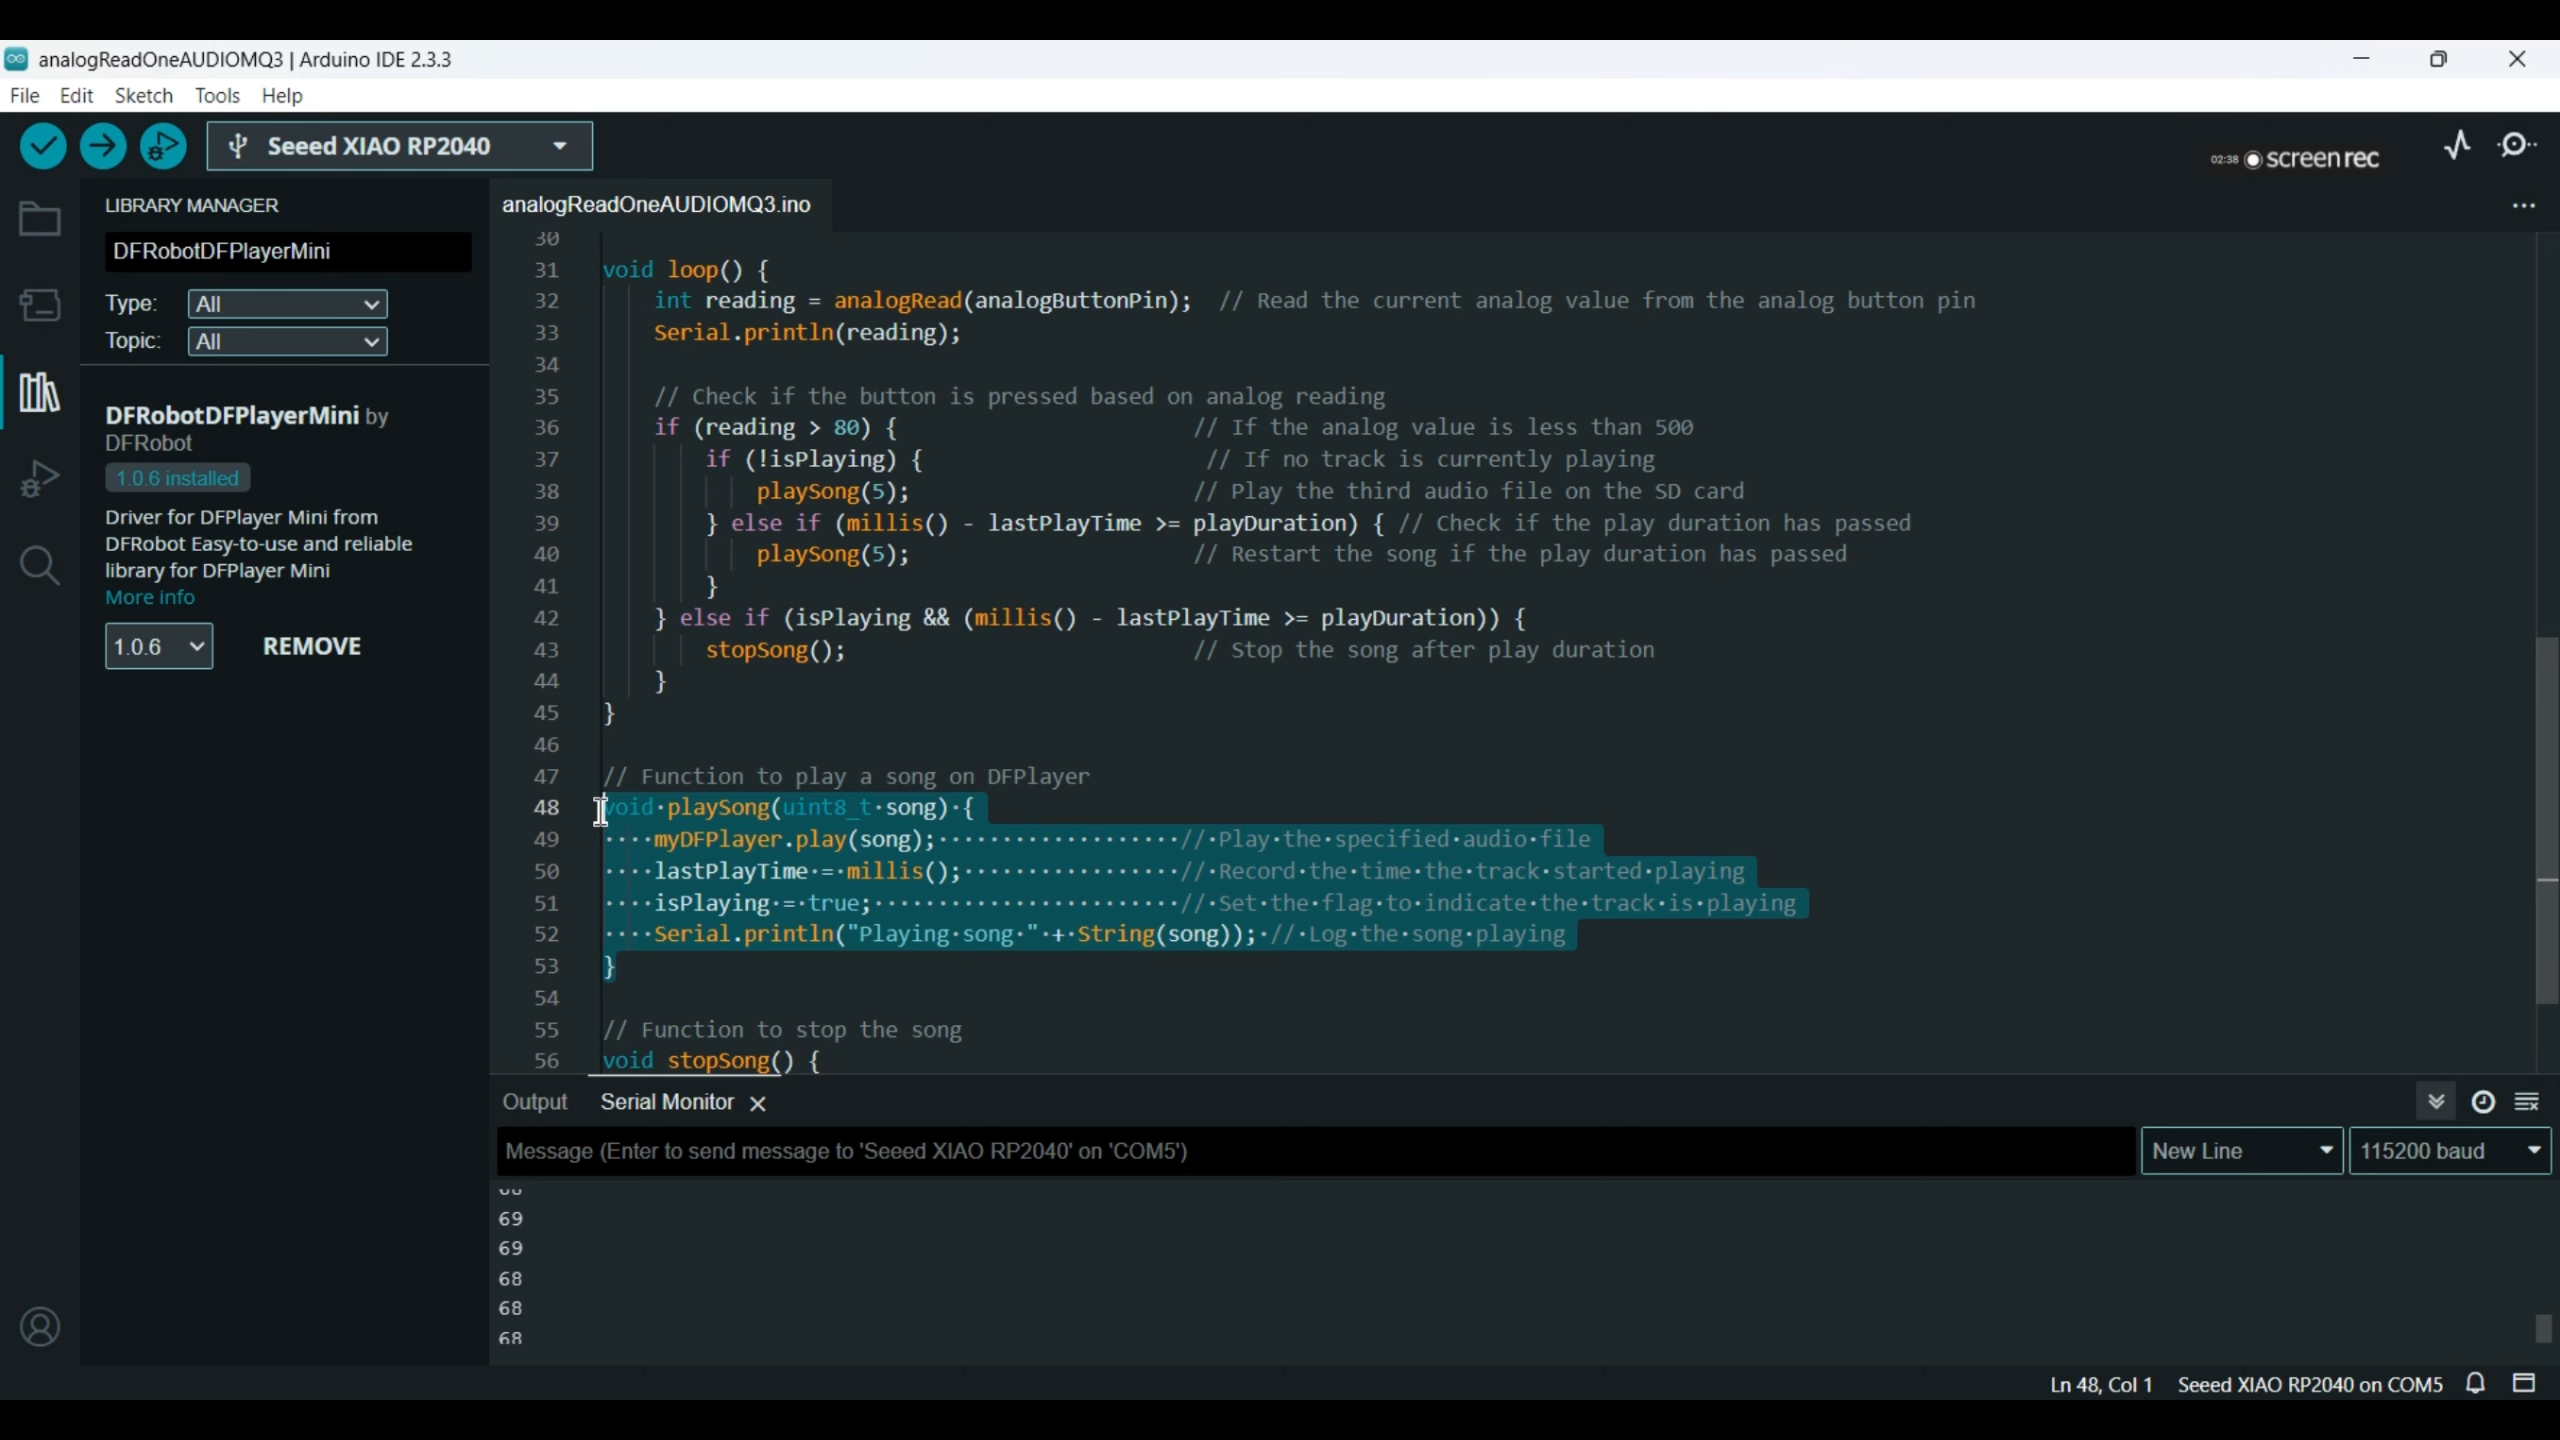 analogReadOneAUDIOMQ3 | Arduino IDE 2.3.3
File Edit Sketch Tools Help
Seeed XIAO RP2040
02:38 screenrec
LIBRARY MANAGER
DFRobotDFPlayerMini
Type: All
Topic: All
DFRobotDFPlayerMini by
DFRobot
1.0.6 installed
Driver for DFPlayer Mini from
DFRobot Easy-to-use and reliable
library for DFPlayer Mini
More info
1.0.6 REMOVE
analogReadOneAUDIOMQ3.ino
30
31 void loop() {
32 int reading = analogRead(analogButtonPin); // Read the current analog value from the analog button pin
33 Serial.println(reading);
34
35 // Check if the button is pressed based on analog reading
36 if (reading > 80) { // If the analog value is less than 500
37 if (!isPlaying) { // If no track is currently playing
38 playSong(5); // Play the third audio file on the SD card
39 } else if (millis() - lastPlayTime >= playDuration) { // Check if the play duration has passed
40 playSong(5); // Restart the song if the play duration has passed
41 }
42 } else if (isPlaying && (millis() - lastPlayTime >= playDuration)) {
43 stopSong(); // Stop the song after play duration
44 }
45 }
46
47 // Function to play a song on DFPlayer
48 void playSong(uint8_t song) {
49 myDFPlayer.play(song); // Play the specified audio file
50 lastPlayTime = millis(); // Record the time the track started playing
51 isPlaying = true; // Set the flag to indicate the track is playing
52 Serial.println("Playing song " + String(song)); // Log the song playing
53 }
54
55 // Function to stop the song
56 void stopSong() {
Output Serial Monitor
Message (Enter to send message to 'Seeed XIAO RP2040' on 'COM5')
New Line 115200 baud
69
69
68
68
68
Ln 48, Col 1 Seeed XIAO RP2040 on COM5